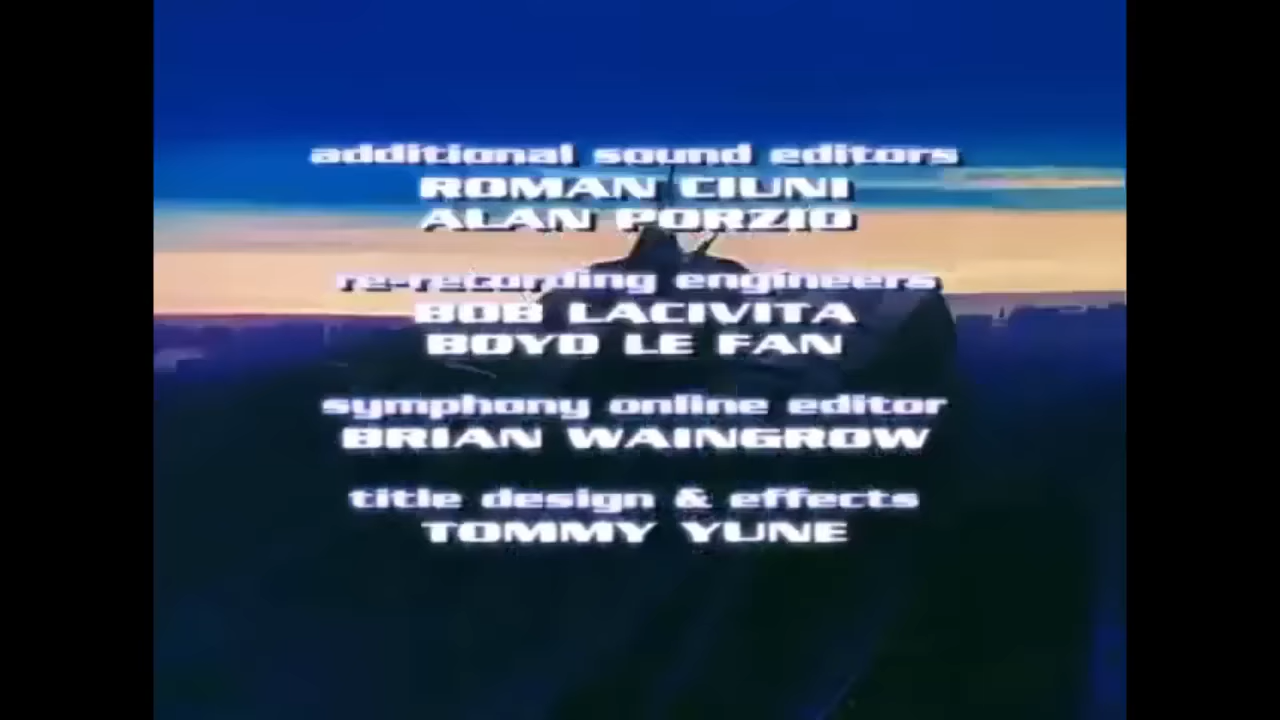 additional sound editors
ROMAN CIUNI
ALAN PORZIO
re-recording engineers
BOB LACIVITA
BOYD LE FAN
symphony online editor
BRIAN WAINGROW
title design & effects
TOMMY YUNE